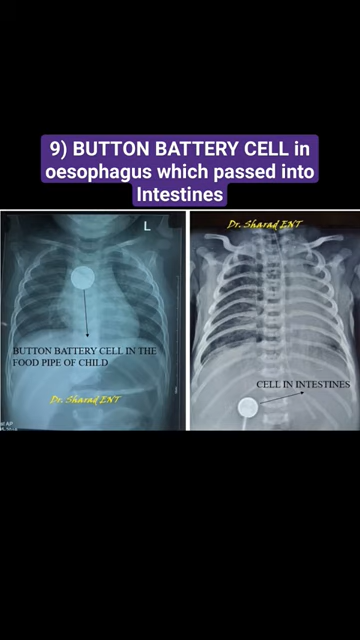 9) BUTTON BATTERY CELL in
oesophagus which passed into
Intestines
L
BUTTON BATTERY CELL IN THE
FOOD PIPE OF CHILD
Dr. Sharad ENT
Dr. Sharad ENT
CELL IN INTESTINES